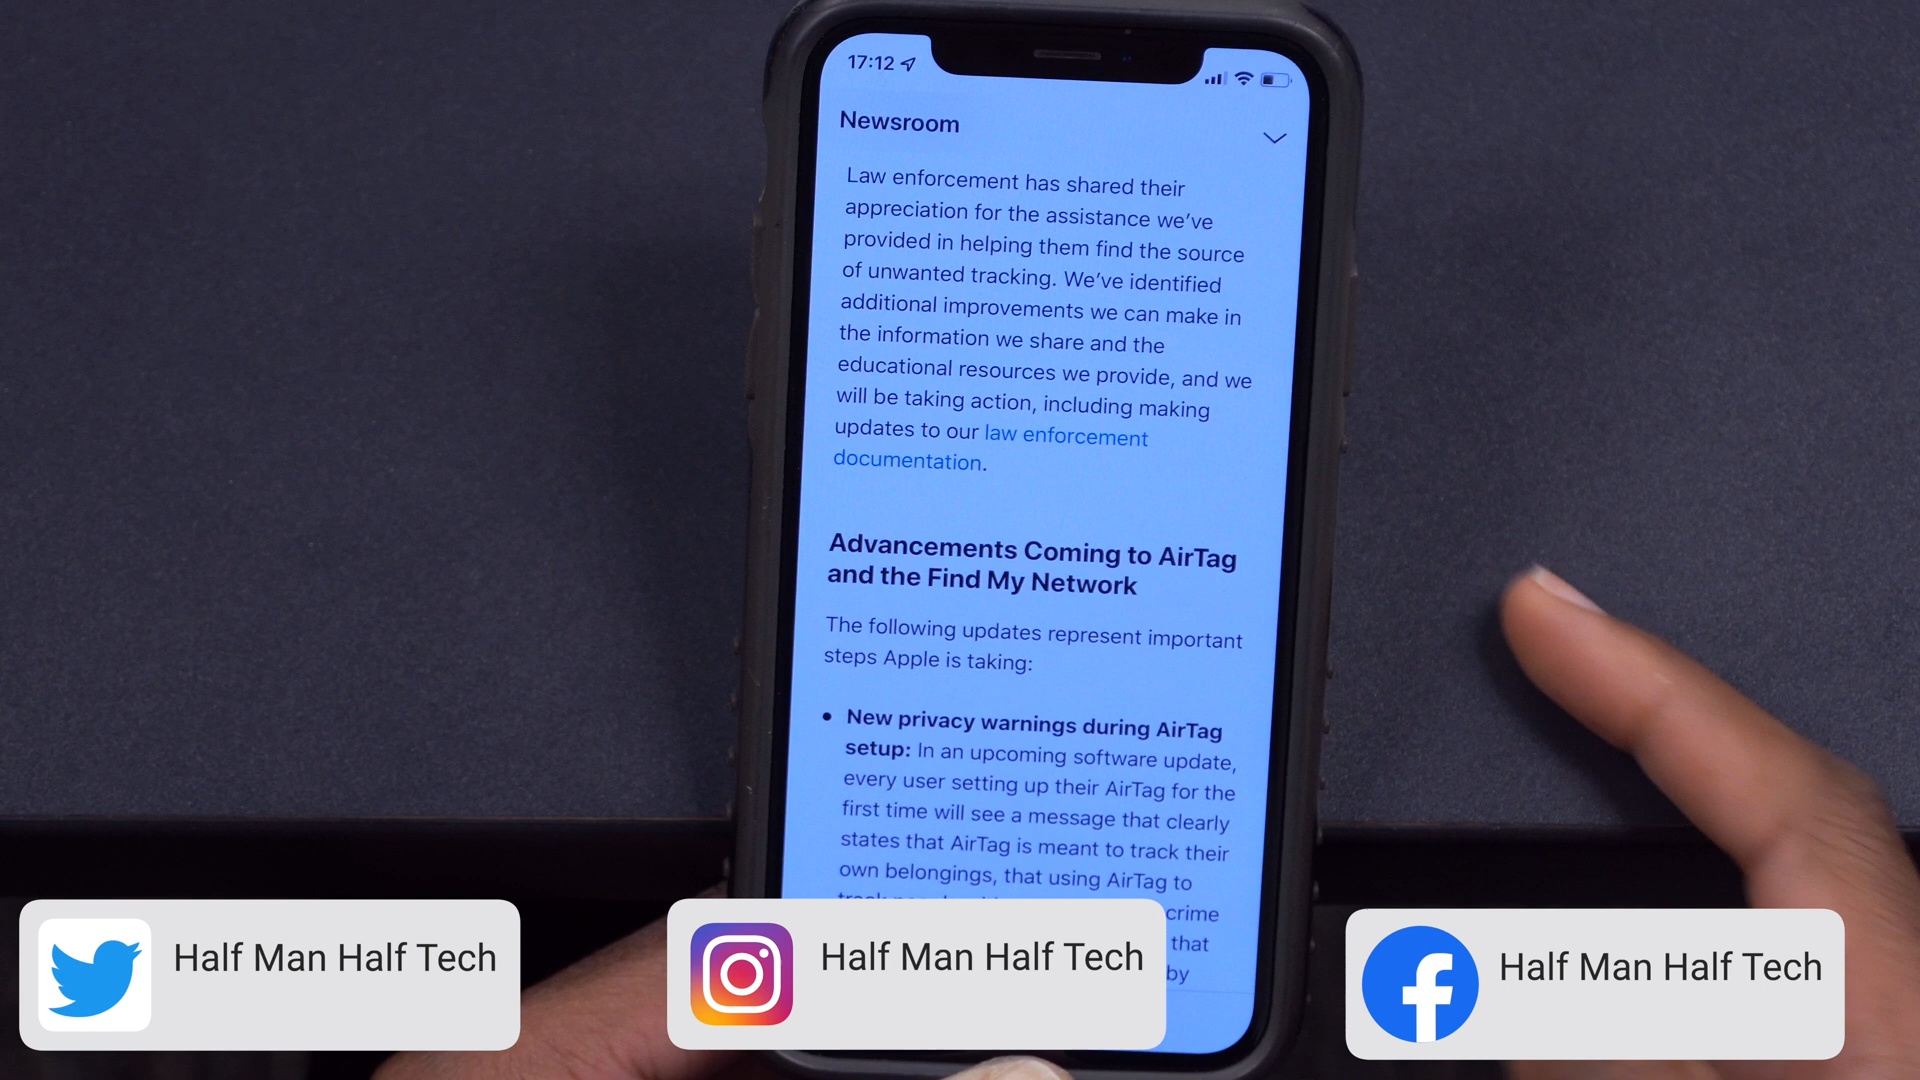 17:12
Newsroom
Law enforcement has shared their
appreciation for the assistance we’ve
provided in helping them find the source
of unwanted tracking. We’ve identified
additional improvements we can make in
the information we share and the
educational resources we provide, and we
will be taking action, including making
updates to our law enforcement
documentation.
Advancements Coming to AirTag
and the Find My Network
The following updates represent important
steps Apple is taking:
• New privacy warnings during AirTag
setup: In an upcoming software update,
every user setting up their AirTag for the
first time will see a message that clearly
states that AirTag is meant to track their
own belongings, that using AirTag to
crime
that
by
Half Man Half Tech
Half Man Half Tech
Half Man Half Tech